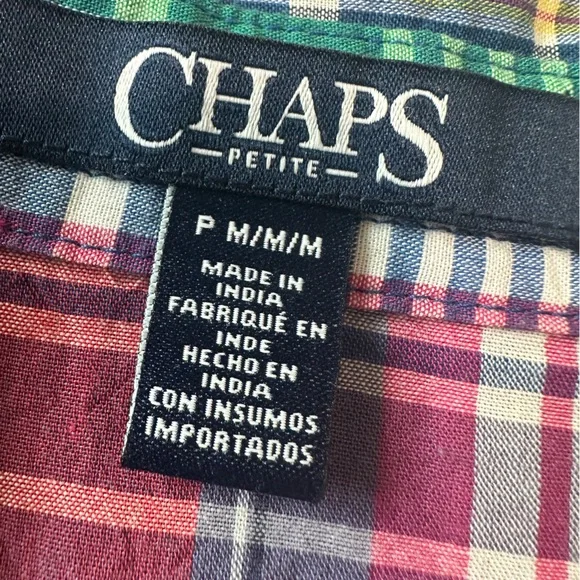 CHAPS
PETITE
P M/M/M
MADE IN
INDIA
FABRIQUÉ EN
INDE
HECHO EN
INDIA
CON INSUMOS
IMPORTADOS